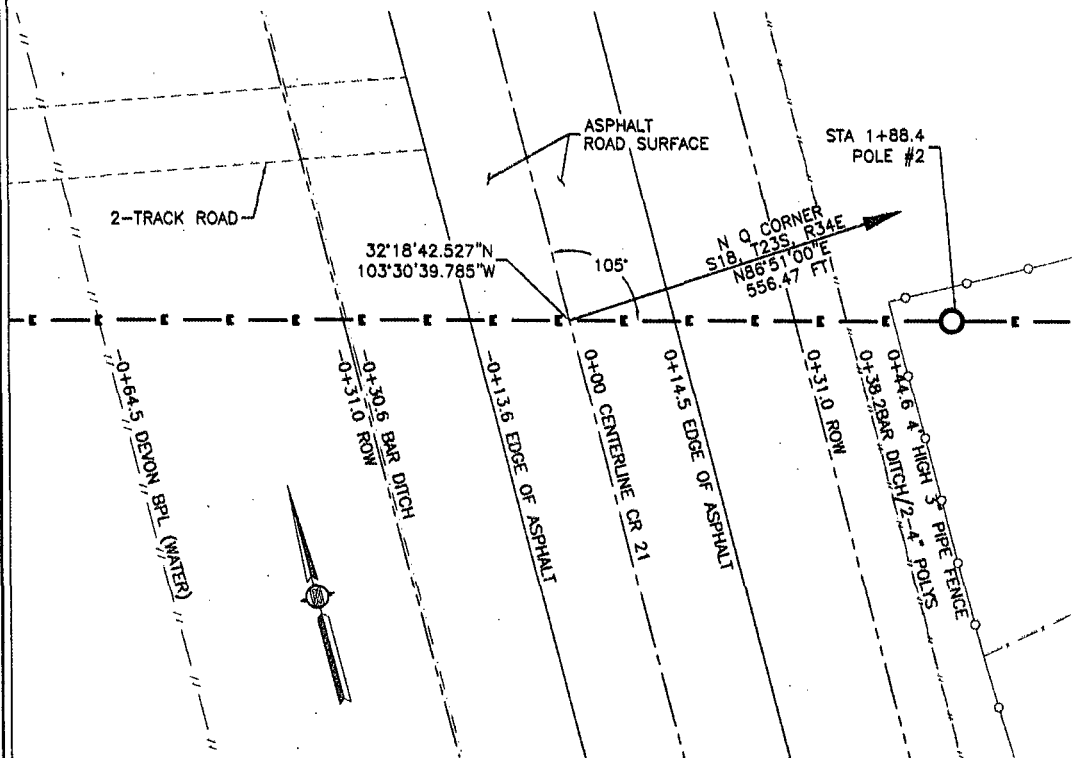 ASPHALT
ROAD SURFACE
STA 1+88.4
POLE #2
2-TRACK ROAD
32°18'42.527"N
103°30'39.785"W
105°
N Q CORNER
S18, T23S, R34E
N86°51'00"E
556.47 FT
E E E E E E E E E E E E E E E E
-0+64.5 DEVON BPL (WATER)
-0+31.0 ROW
-0+30.6 BAR DITCH
-0+13.6 EDGE OF ASPHALT
0+00 CENTERLINE CR 21
0+14.5 EDGE OF ASPHALT
0+31.0 ROW
0+38.2BAR DITCH/2-4" POLYS
0+44.6 4' HIGH 3" PIPE FENCE